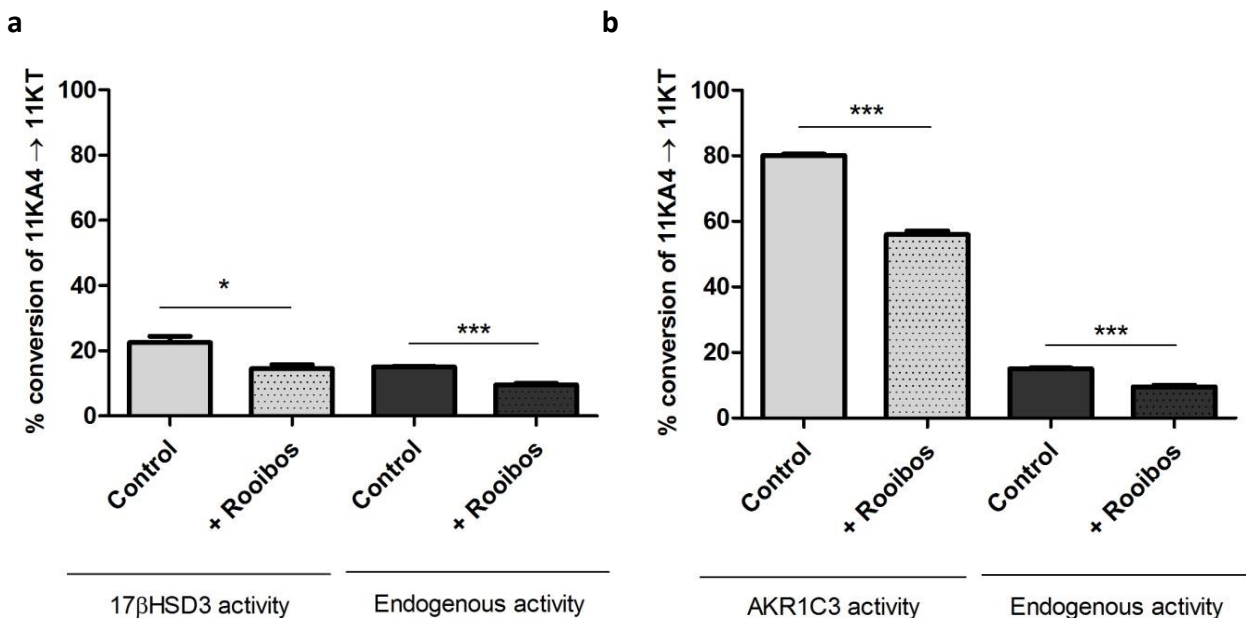 a
% conversion of 11KA4 → 11KT
100
80
60
40
20
0
*
***
Control
+ Rooibos
Control
+ Rooibos
17βHSD3 activity
Endogenous activity
b
% conversion of 11KA4 → 11KT
100
80
60
40
20
0
***
***
Control
+ Rooibos
Control
+ Rooibos
AKR1C3 activity
Endogenous activity